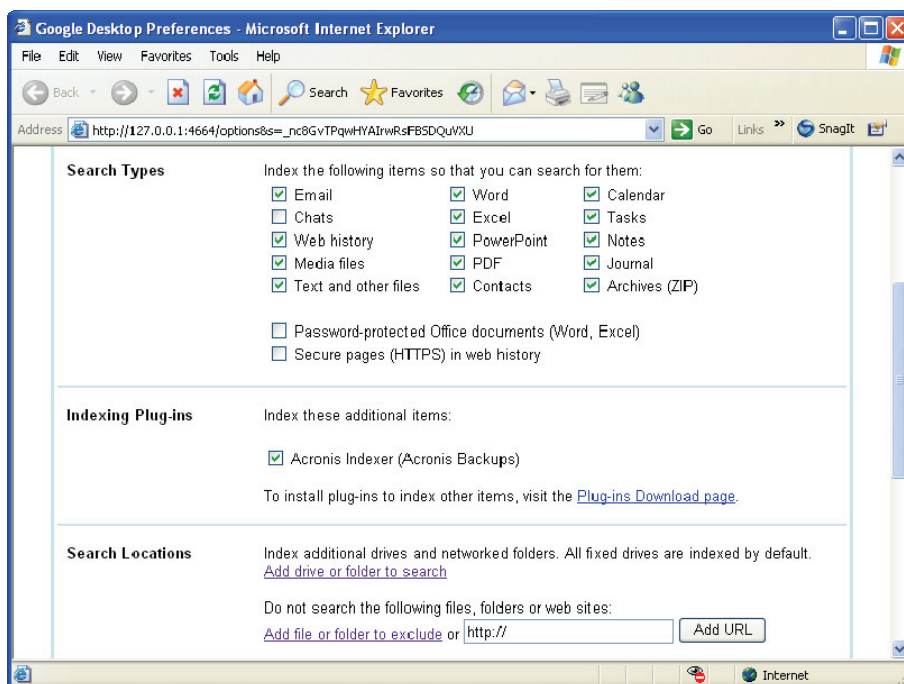 Google Desktop Preferences - Microsoft Internet Explorer
File Edit View Favorites Tools Help
Back Search Favorites
Address http://127.0.0.1:4664/options&s=_nc8GvTPqwHYAIrwRsFBSDQuVXU Go Links » SnagIt
Search Types Index the following items so that you can search for them:
Email Word Calendar
Chats Excel Tasks
Web history PowerPoint Notes
Media files PDF Journal
Text and other files Contacts Archives (ZIP)
Password-protected Office documents (Word, Excel)
Secure pages (HTTPS) in web history
Indexing Plug-ins Index these additional items:
Acronis Indexer (Acronis Backups)
To install plug-ins to index other items, visit the Plug-ins Download page.
Search Locations Index additional drives and networked folders. All fixed drives are indexed by default.
Add drive or folder to search
Do not search the following files, folders or web sites:
Add file or folder to exclude or http:// Add URL
Internet